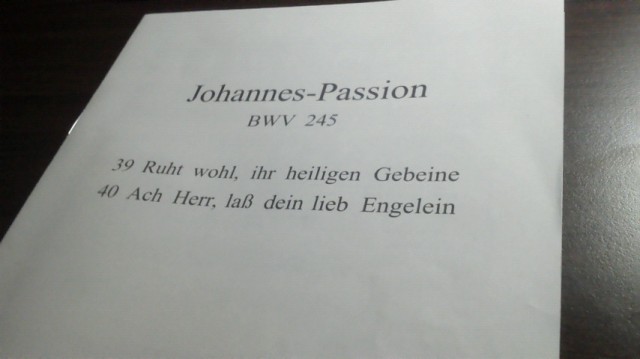 Johannes-Passion
BWV 245
39 Ruht wohl, ihr heiligen Gebeine
40 Ach Herr, laß dein lieb Engelein